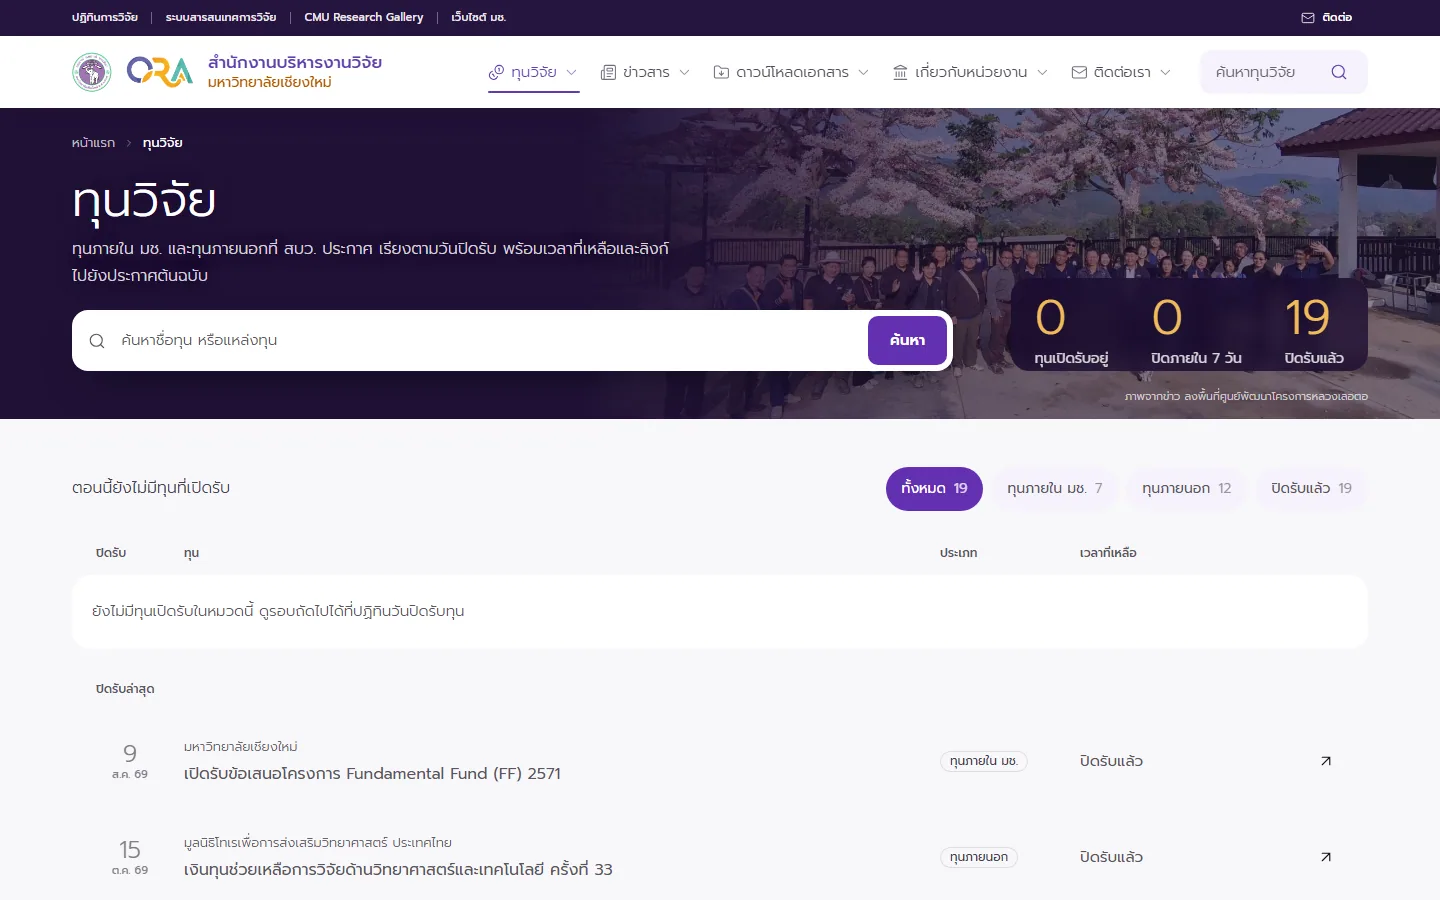 ปฏิทินการวิจัย
ระบบสารสนเทศการวิจัย
CMU Research Gallery
เว็บไซต์ มช.
ติดต่อ
ORA
สำนักงานบริหารงานวิจัย
มหาวิทยาลัยเชียงใหม่
ทุนวิจัย
ข่าวสาร
ดาวน์โหลดเอกสาร
เกี่ยวกับหน่วยงาน
ติดต่อเรา
ค้นหาทุนวิจัย
หน้าแรก
ทุนวิจัย
ทุนวิจัย
ทุนภายใน มช. และทุนภายนอกที่ สบว. ประกาศ เรียงตามวันปิดรับ พร้อมเวลาที่เหลือและลิงก์
ไปยังประกาศต้นฉบับ
ค้นหาชื่อทุน หรือแหล่งทุน
ค้นหา
0 0 19
ทุนเปิดรับอยู่ ปิดภายใน 7 วัน ปิดรับแล้ว
ภาพจากข่าว ลงพื้นที่ศูนย์พัฒนาโครงการหลวงเลอตอ
ตอนนี้ยังไม่มีทุนที่เปิดรับ
ทั้งหมด 19
ทุนภายใน มช. 7
ทุนภายนอก 12
ปิดรับแล้ว 19
ปิดรับ ทุน ประเภท เวลาที่เหลือ
ยังไม่มีทุนเปิดรับในหมวดนี้ ดูรอบถัดไปได้ที่ปฏิทินวันปิดรับทุน
ปิดรับล่าสุด
9
ส.ค. 69
มหาวิทยาลัยเชียงใหม่
เปิดรับข้อเสนอโครงการ Fundamental Fund (FF) 2571
ทุนภายใน มช.
ปิดรับแล้ว
15
ต.ค. 69
มูลนิธิโทเรเพื่อการส่งเสริมวิทยาศาสตร์ ประเทศไทย
เงินทุนช่วยเหลือการวิจัยด้านวิทยาศาสตร์และเทคโนโลยี ครั้งที่ 33
ทุนภายนอก
ปิดรับแล้ว